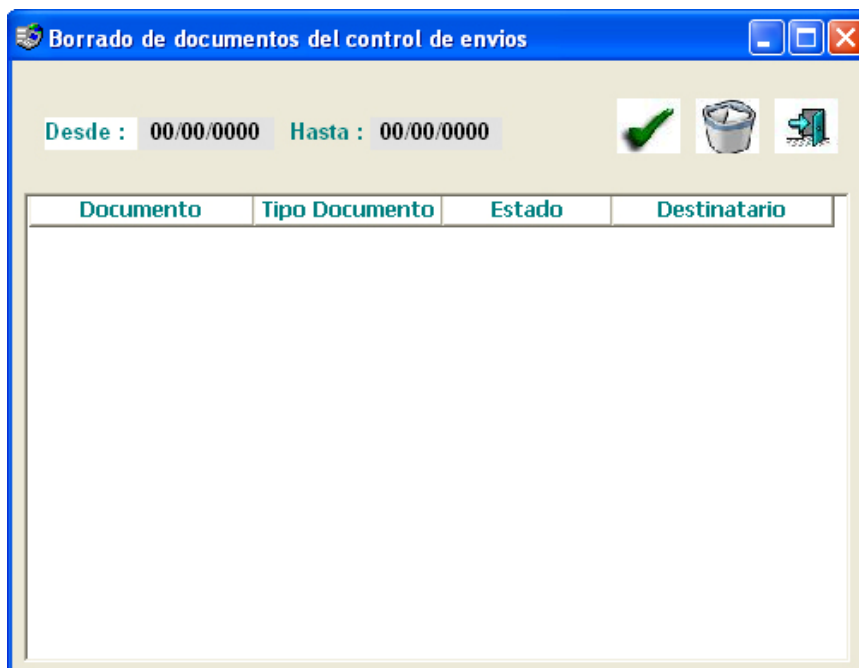 Borrado de documentos del control de envios
Desde : 00/00/0000 Hasta : 00/00/0000
Documento Tipo Documento Estado Destinatario